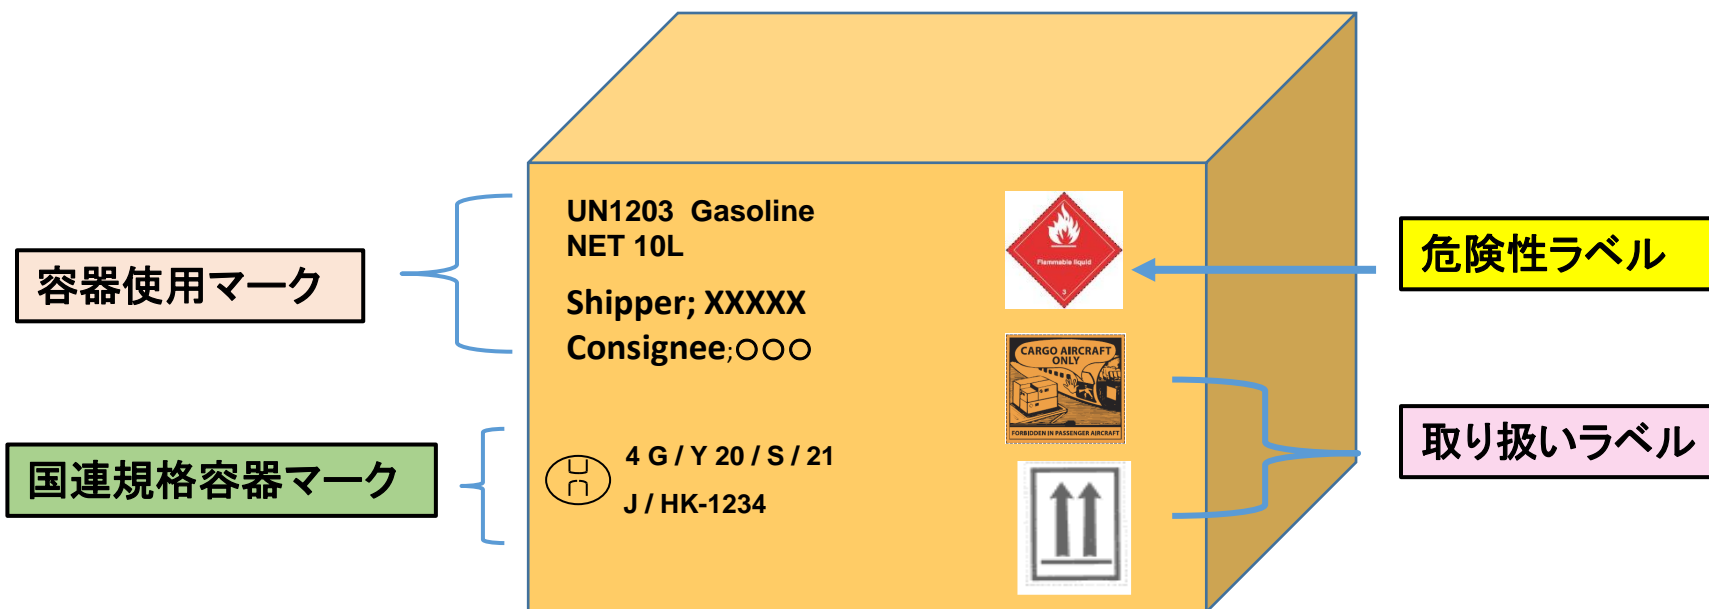 容器使用マーク
国連規格容器マーク
UN1203 Gasoline
NET 10L
Shipper; XXXXX
Consignee;○○○
UN
4 G / Y 20 / S / 21
J / HK-1234
Flammable liquid
3
CARGO AIRCRAFT
ONLY
FORBIDDEN IN PASSENGER AIRCRAFT
危険性ラベル
取り扱いラベル